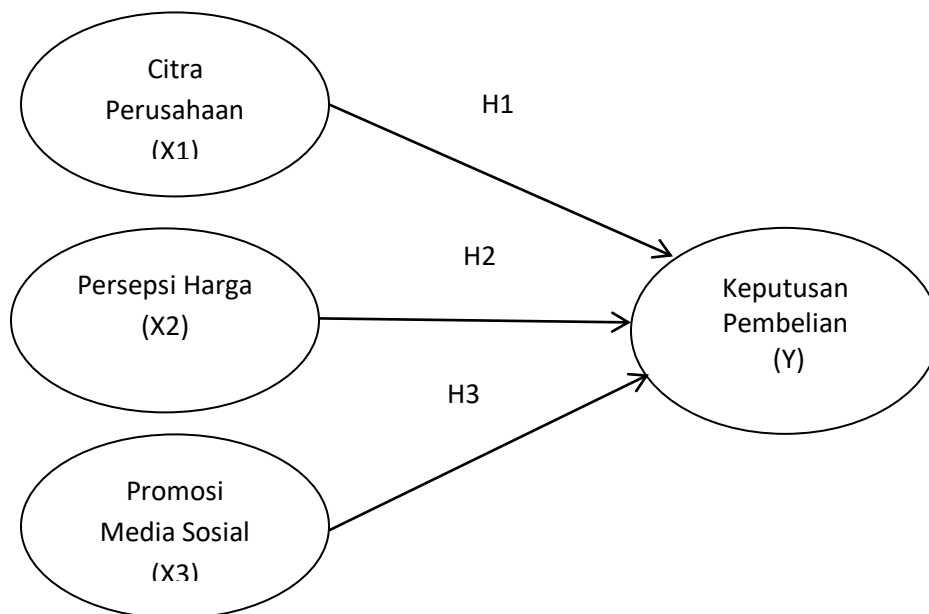 Citra
Perusahaan
(X1)
H1
Persepsi Harga
(X2)
H2
Keputusan
Pembelian
(Y)
H3
Promosi
Media Sosial
(X3)